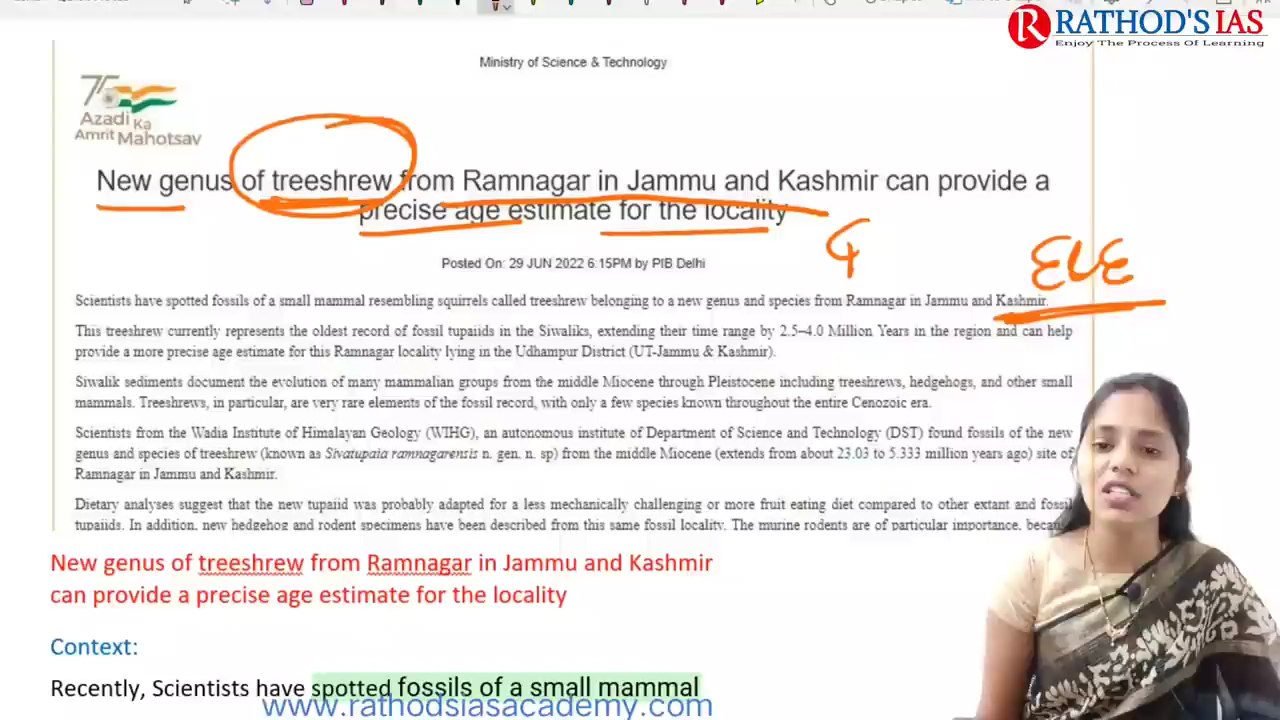 RATHOD'S IAS
Enjoy The Process Of Learning
Ministry of Science & Technology
75
Azadi Ka
Amrit Mahotsav
New genus of treeshrew from Ramnagar in Jammu and Kashmir can provide a
precise age estimate for the locality
Posted On: 29 JUN 2022 6:15PM by PIB Delhi
ELE
Scientists have spotted fossils of a small mammal resembling squirrels called treeshrew belonging to a new genus and species from Ramnagar in Jammu and Kashmir.
This treeshrew currently represents the oldest record of fossil tupaiids in the Siwaliks, extending their time range by 2.5–4.0 Million Years in the region and can help
provide a more precise age estimate for this Ramnagar locality lying in the Udhampur District (UT-Jammu & Kashmir).
Siwalik sediments document the evolution of many mammalian groups from the middle Miocene through Pleistocene including treeshrews, hedgehogs, and other small
mammals. Treeshrews, in particular, are very rare elements of the fossil record, with only a few species known throughout the entire Cenozoic era.
Scientists from the Wadia Institute of Himalayan Geology (WIHG), an autonomous institute of Department of Science and Technology (DST) found fossils of the new
genus and species of treeshrew (known as Sivatupaia ramnagarensis n. gen. n. sp) from the middle Miocene (extends from about 23.03 to 5.333 million years ago) site of
Ramnagar in Jammu and Kashmir.
Dietary analyses suggest that the new tupaiid was probably adapted for a less mechanically challenging or more fruit eating diet compared to other extant and fossil
tupaiids. In addition, new hedgehog and rodent specimens have been described from this same fossil locality. The murine rodents are of particular importance, because
New genus of treeshrew from Ramnagar in Jammu and Kashmir
can provide a precise age estimate for the locality
Context:
Recently, Scientists have spotted fossils of a small mammal
www.rathodsiasacademy.com